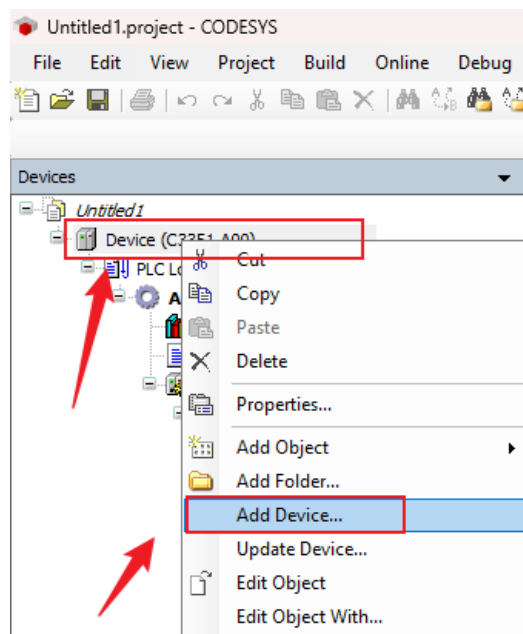 Untitled1.project - CODESYS
File Edit View Project Build Online Debug
Devices
Untitled1
Device (C33E1 A00)
PLC Lo
A
Cut
Copy
Paste
Delete
Properties...
Add Object
Add Folder...
Add Device...
Update Device...
Edit Object
Edit Object With...